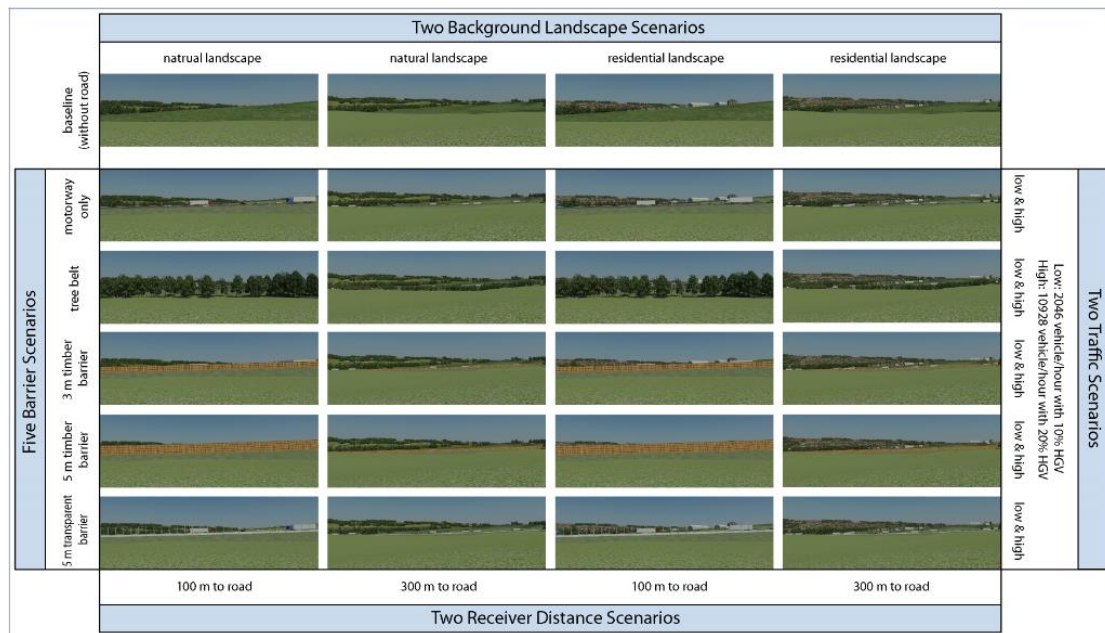 Two Background Landscape Scenarios
natrual landscape
natural landscape
residential landscape
residential landscape
baseline
(without road)
Five Barrier Scenarios
motorway
only
low & high
tree belt
low & high
3 m timber
barrier
low & high
5 m timber
barrier
low & high
5 m transparent
barrier
low & high
Low: 2046 vehicle/hour with 10% HGV
High: 10928 vehicle/hour with 20% HGV
Two Traffic Scenarios
100 m to road
300 m to road
100 m to road
300 m to road
Two Receiver Distance Scenarios